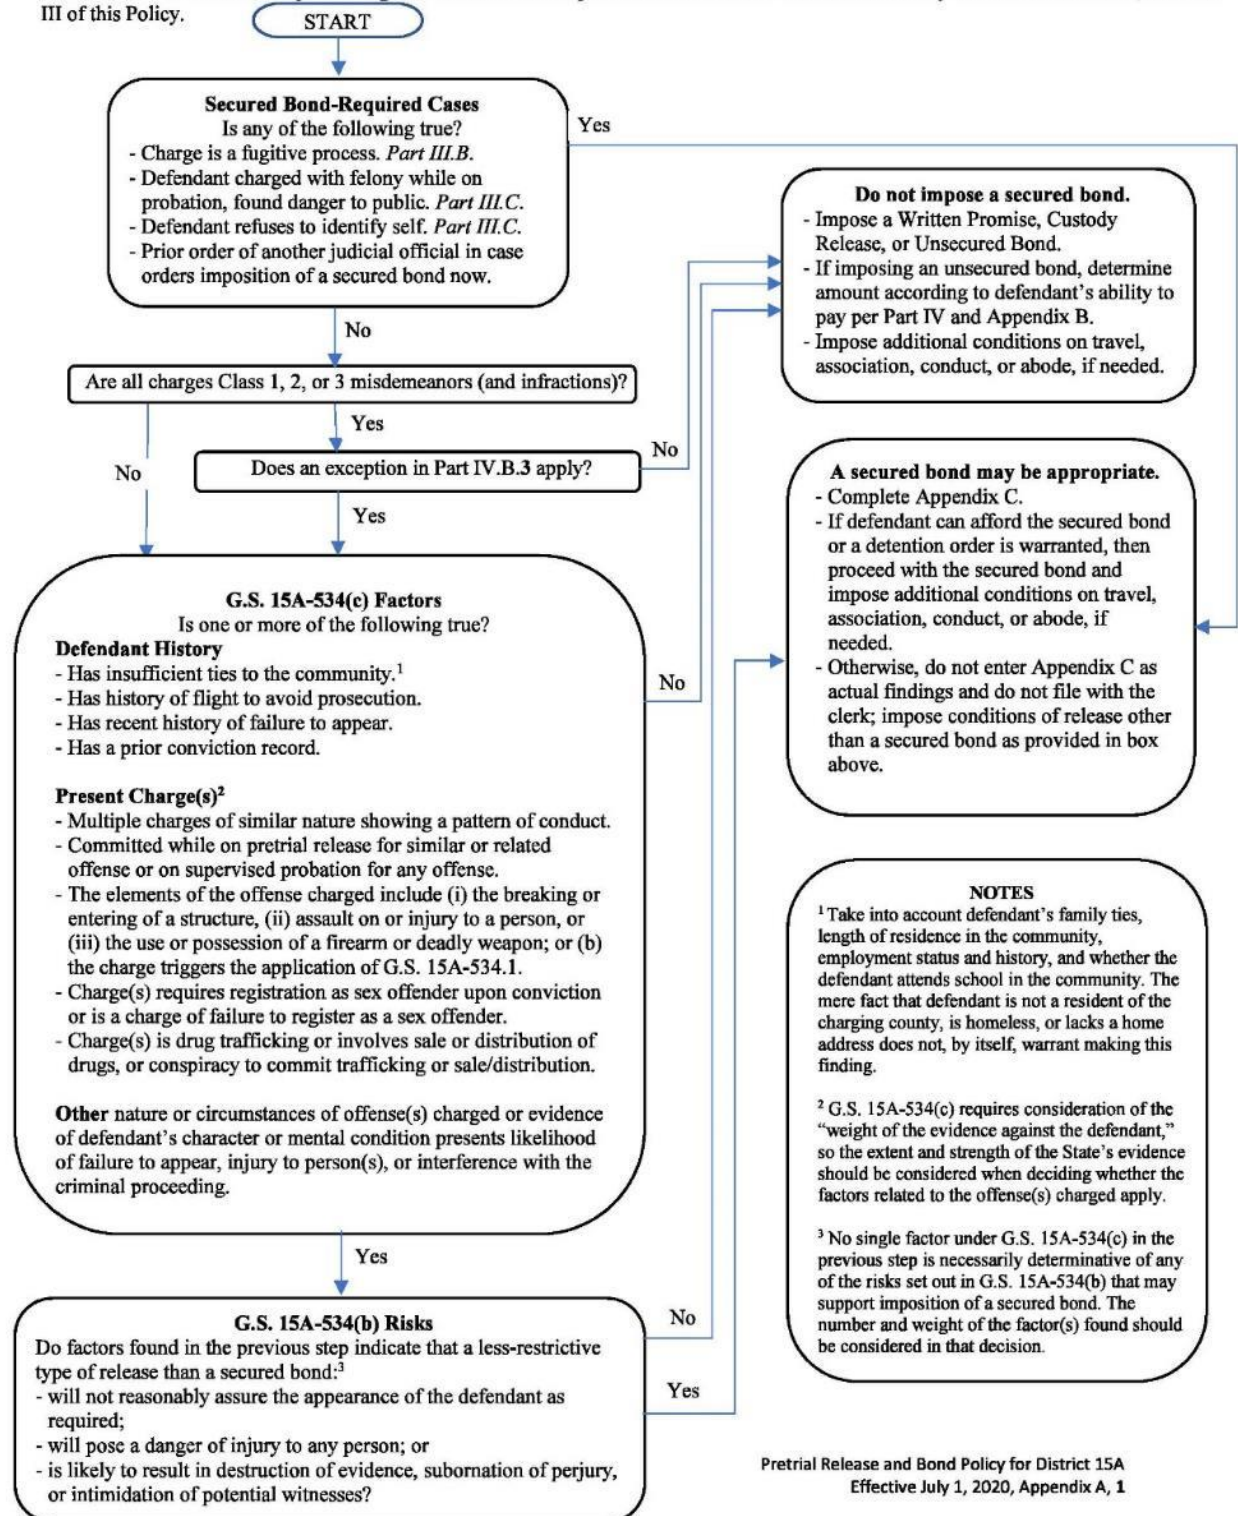 III of this Policy.
START
Secured Bond-Required Cases
Is any of the following true?
- Charge is a fugitive process. Part III.B.
- Defendant charged with felony while on
probation, found danger to public. Part III.C.
- Defendant refuses to identify self. Part III.C.
- Prior order of another judicial official in case
orders imposition of a secured bond now.
Yes
No
Are all charges Class 1, 2, or 3 misdemeanors (and infractions)?
Yes
No
Does an exception in Part IV.B.3 apply?
No
Yes
Do not impose a secured bond.
- Impose a Written Promise, Custody
Release, or Unsecured Bond.
- If imposing an unsecured bond, determine
amount according to defendant's ability to
pay per Part IV and Appendix B.
- Impose additional conditions on travel,
association, conduct, or abode, if needed.
A secured bond may be appropriate.
- Complete Appendix C.
- If defendant can afford the secured bond
or a detention order is warranted, then
proceed with the secured bond and
impose additional conditions on travel,
association, conduct, or abode, if
needed.
- Otherwise, do not enter Appendix C as
actual findings and do not file with the
clerk; impose conditions of release other
than a secured bond as provided in box
above.
G.S. 15A-534(c) Factors
Is one or more of the following true?
Defendant History
- Has insufficient ties to the community.¹
- Has history of flight to avoid prosecution.
- Has recent history of failure to appear.
- Has a prior conviction record.
Present Charge(s)²
- Multiple charges of similar nature showing a pattern of conduct.
- Committed while on pretrial release for similar or related
offense or on supervised probation for any offense.
- The elements of the offense charged include (i) the breaking or
entering of a structure, (ii) assault on or injury to a person, or
(iii) the use or possession of a firearm or deadly weapon; or (b)
the charge triggers the application of G.S. 15A-534.1.
- Charge(s) requires registration as sex offender upon conviction
or is a charge of failure to register as a sex offender.
- Charge(s) is drug trafficking or involves sale or distribution of
drugs, or conspiracy to commit trafficking or sale/distribution.
Other nature or circumstances of offense(s) charged or evidence
of defendant's character or mental condition presents likelihood
of failure to appear, injury to person(s), or interference with the
criminal proceeding.
No
Yes
G.S. 15A-534(b) Risks
Do factors found in the previous step indicate that a less-restrictive
type of release than a secured bond:³
- will not reasonably assure the appearance of the defendant as
required;
- will pose a danger of injury to any person; or
- is likely to result in destruction of evidence, subornation of perjury,
or intimidation of potential witnesses?
No
Yes
NOTES
¹ Take into account defendant's family ties,
length of residence in the community,
employment status and history, and whether the
defendant attends school in the community. The
mere fact that defendant is not a resident of the
charging county, is homeless, or lacks a home
address does not, by itself, warrant making this
finding.
² G.S. 15A-534(c) requires consideration of the
“weight of the evidence against the defendant,”
so the extent and strength of the State's evidence
should be considered when deciding whether the
factors related to the offense(s) charged apply.
³ No single factor under G.S. 15A-534(c) in the
previous step is necessarily determinative of any
of the risks set out in G.S. 15A-534(b) that may
support imposition of a secured bond. The
number and weight of the factor(s) found should
be considered in that decision.
Pretrial Release and Bond Policy for District 15A
Effective July 1, 2020, Appendix A, 1